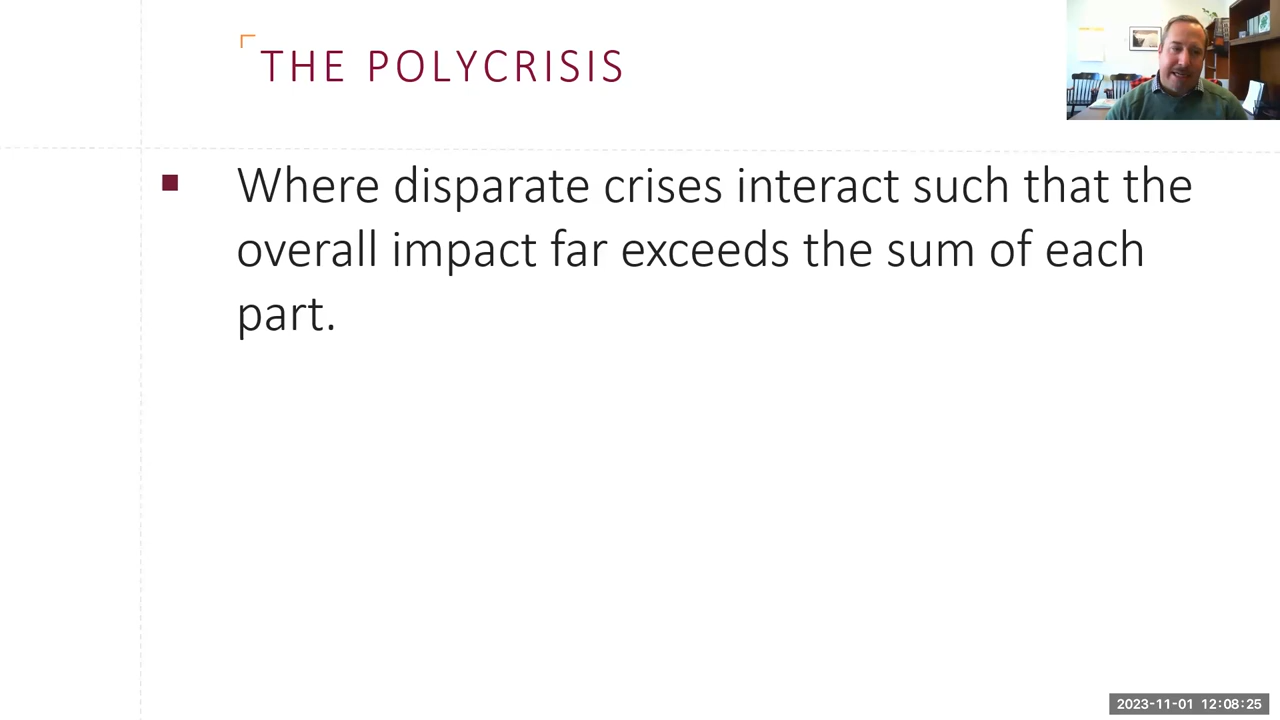 THE POLYCRISIS
Where disparate crises interact such that the
overall impact far exceeds the sum of each
part.
2023-11-01 12:08:25